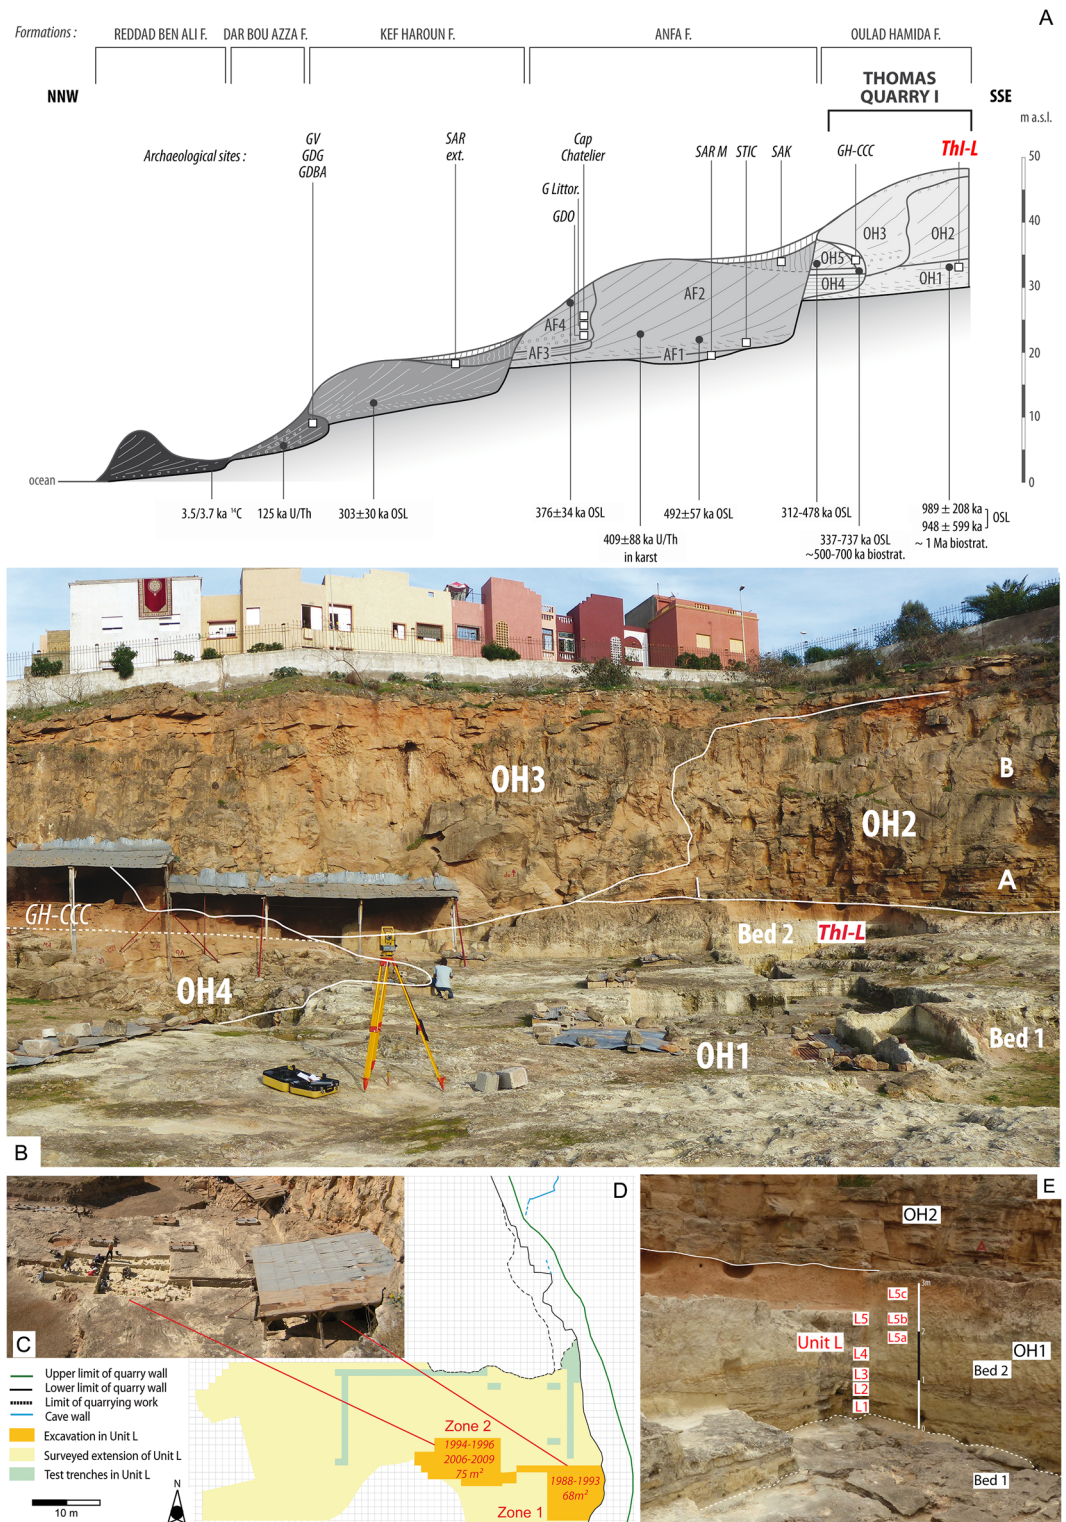 A
Formations :
REDDAD BEN ALI F.
DAR BOU AZZA F.
KEF HAROUN F.
ANFA F.
OULAD HAMIDA F.
THOMAS
QUARRY I
NNW
SSE
m a.s.l.
Archaeological sites :
GV
GDG
GDBA
SAR
ext.
Cap
Chatelier
G Littor.
GDO
SAR M
STIC
SAK
GH-CCC
ThI-L
50
40
30
20
10
0
OH3
OH2
OH5
OH4
OH1
AF2
AF4
AF3
AF1
ocean
3.5/3.7 ka ¹⁴C
125 ka U/Th
303±30 ka OSL
376±34 ka OSL
409±88 ka U/Th
in karst
492±57 ka OSL
312-478 ka OSL
337-737 ka OSL
~500-700 ka biostrat.
989 ± 208 ka
948 ± 599 ka
OSL
~ 1 Ma biostrat.
OH3
B
OH2
A
GH-CCC
Bed 2
ThI-L
OH4
OH1
Bed 1
B
C
D
Upper limit of quarry wall
Lower limit of quarry wall
Limit of quarrying work
Cave wall
Excavation in Unit L
Surveyed extension of Unit L
Test trenches in Unit L
10 m
N
Zone 2
1994-1996
2006-2009
75 m²
1988-1993
68m²
Zone 1
E
OH2
L5c
L5
L5b
L5a
Unit L
L4
OH1
L3
Bed 2
L2
L1
3m
2
1
Bed 1